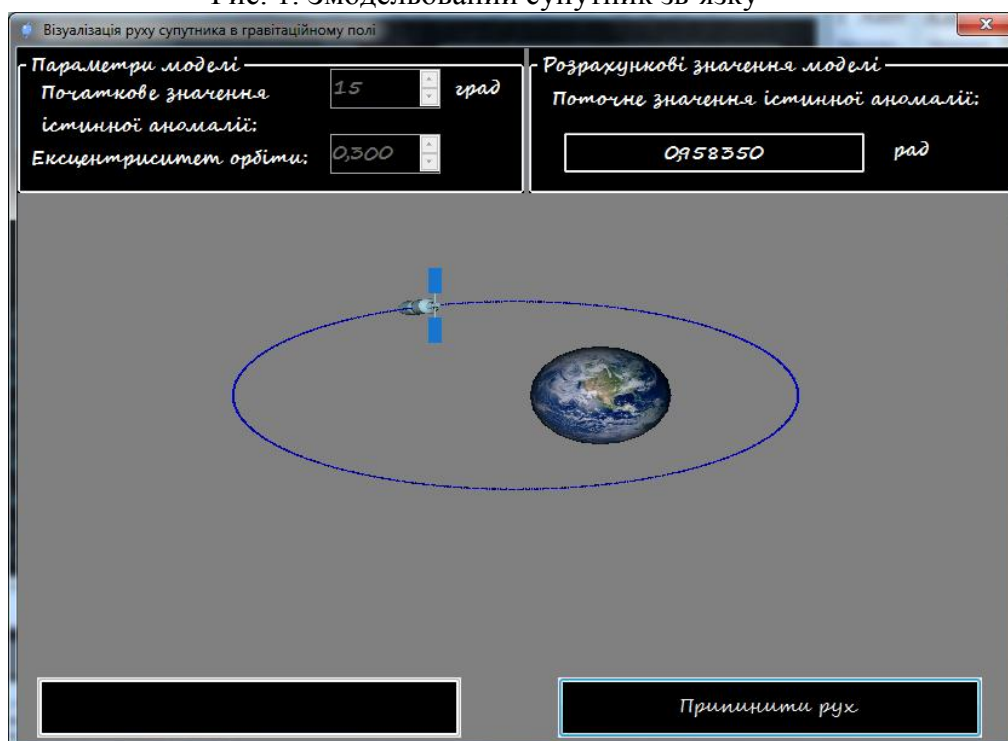 Рис. 1. Змодельований супутник зв'язку
Візуалізація руху супутника в гравітаційному полі
Параметри моделі
Початкове значення
істинної аномалії:
15
град
Ексцентриситет орбіти:
0,300
Розрахункові значення моделі
Поточне значення істинної аномалії:
0,958350
рад
Припинити рух